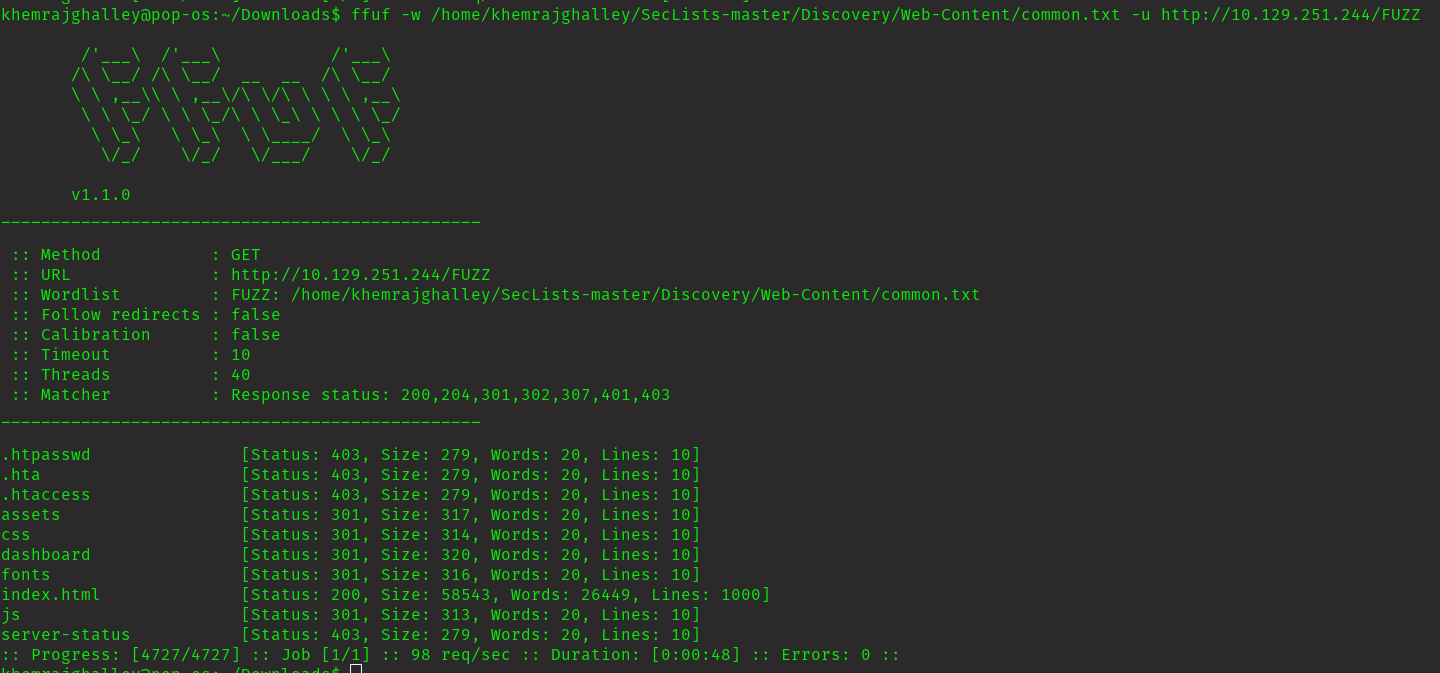 khemrajghalley@pop-os:~/Downloads$ ffuf -w /home/khemrajghalley/SecLists-master/Discovery/Web-Content/common.txt -u http://10.129.251.244/FUZZ

        /'___\  /'___\           /'___\
       /\ \__/ /\ \__/  __  __  /\ \__/
       \ \ ,__\\ \ ,__\/\ \/\ \ \ \ ,__\
        \ \ \_/ \ \ \_/\ \ \_\ \ \ \ \_/
         \ \_\   \ \_\  \ \____/  \ \_\
          \/_/    \/_/   \/___/    \/_/

       v1.1.0
________________________________________________

 :: Method           : GET
 :: URL              : http://10.129.251.244/FUZZ
 :: Wordlist         : FUZZ: /home/khemrajghalley/SecLists-master/Discovery/Web-Content/common.txt
 :: Follow redirects : false
 :: Calibration      : false
 :: Timeout          : 10
 :: Threads          : 40
 :: Matcher          : Response status: 200,204,301,302,307,401,403
________________________________________________

.htpasswd               [Status: 403, Size: 279, Words: 20, Lines: 10]
.hta                    [Status: 403, Size: 279, Words: 20, Lines: 10]
.htaccess               [Status: 403, Size: 279, Words: 20, Lines: 10]
assets                  [Status: 301, Size: 317, Words: 20, Lines: 10]
css                     [Status: 301, Size: 314, Words: 20, Lines: 10]
dashboard               [Status: 301, Size: 320, Words: 20, Lines: 10]
fonts                   [Status: 301, Size: 316, Words: 20, Lines: 10]
index.html              [Status: 200, Size: 58543, Words: 26449, Lines: 1000]
js                      [Status: 301, Size: 313, Words: 20, Lines: 10]
server-status           [Status: 403, Size: 279, Words: 20, Lines: 10]
:: Progress: [4727/4727] :: Job [1/1] :: 98 req/sec :: Duration: [0:00:48] :: Errors: 0 ::
khemrajghalley@pop-os:~/Downloads$